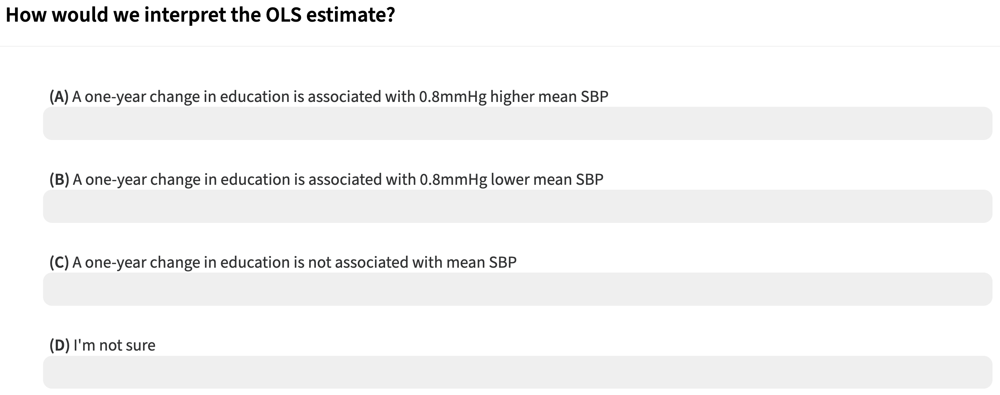 How would we interpret the OLS estimate?
(A) A one-year change in education is associated with 0.8mmHg higher mean SBP
(B) A one-year change in education is associated with 0.8mmHg lower mean SBP
(C) A one-year change in education is not associated with mean SBP
(D) I'm not sure